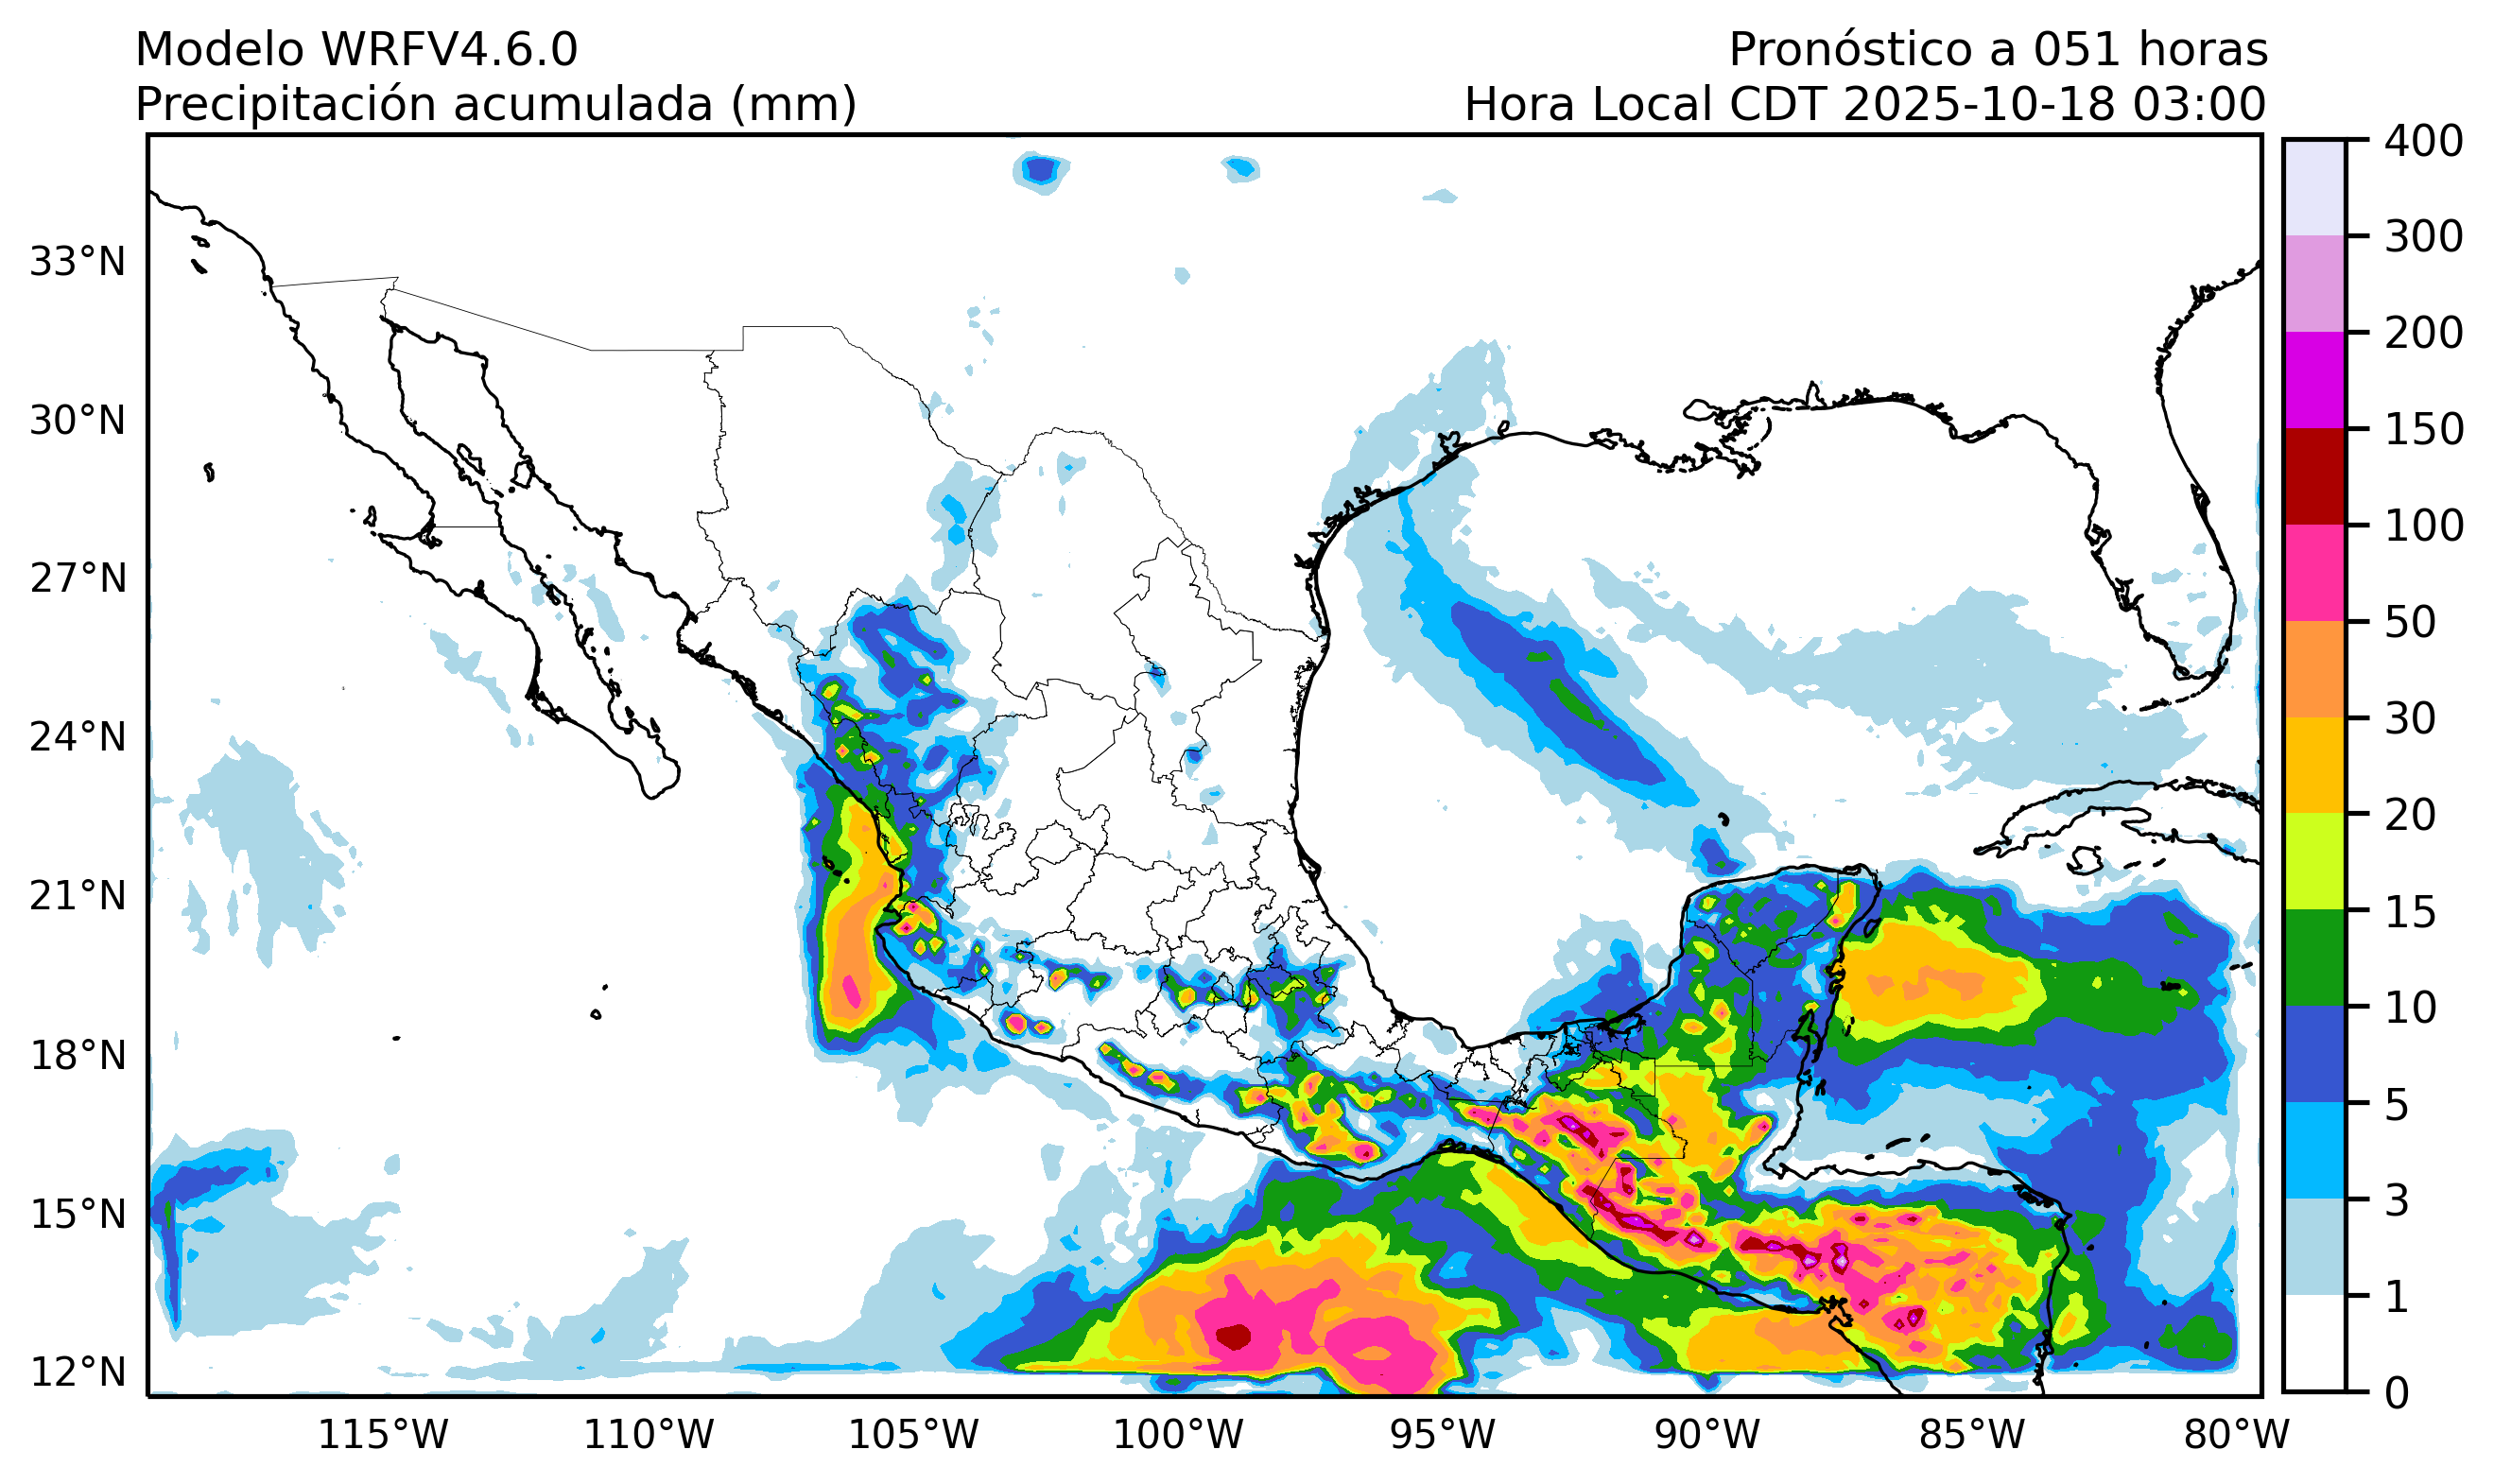 Modelo WRFV4.6.0
Pronóstico a 051 horas
Precipitación acumulada (mm)
Hora Local CDT 2025-10-18 03:00
33°N
30°N
27°N
24°N
21°N
18°N
15°N
12°N
115°W
110°W
105°W
100°W
95°W
90°W
85°W
80°W
400
300
200
150
100
50
30
20
15
10
5
3
1
0